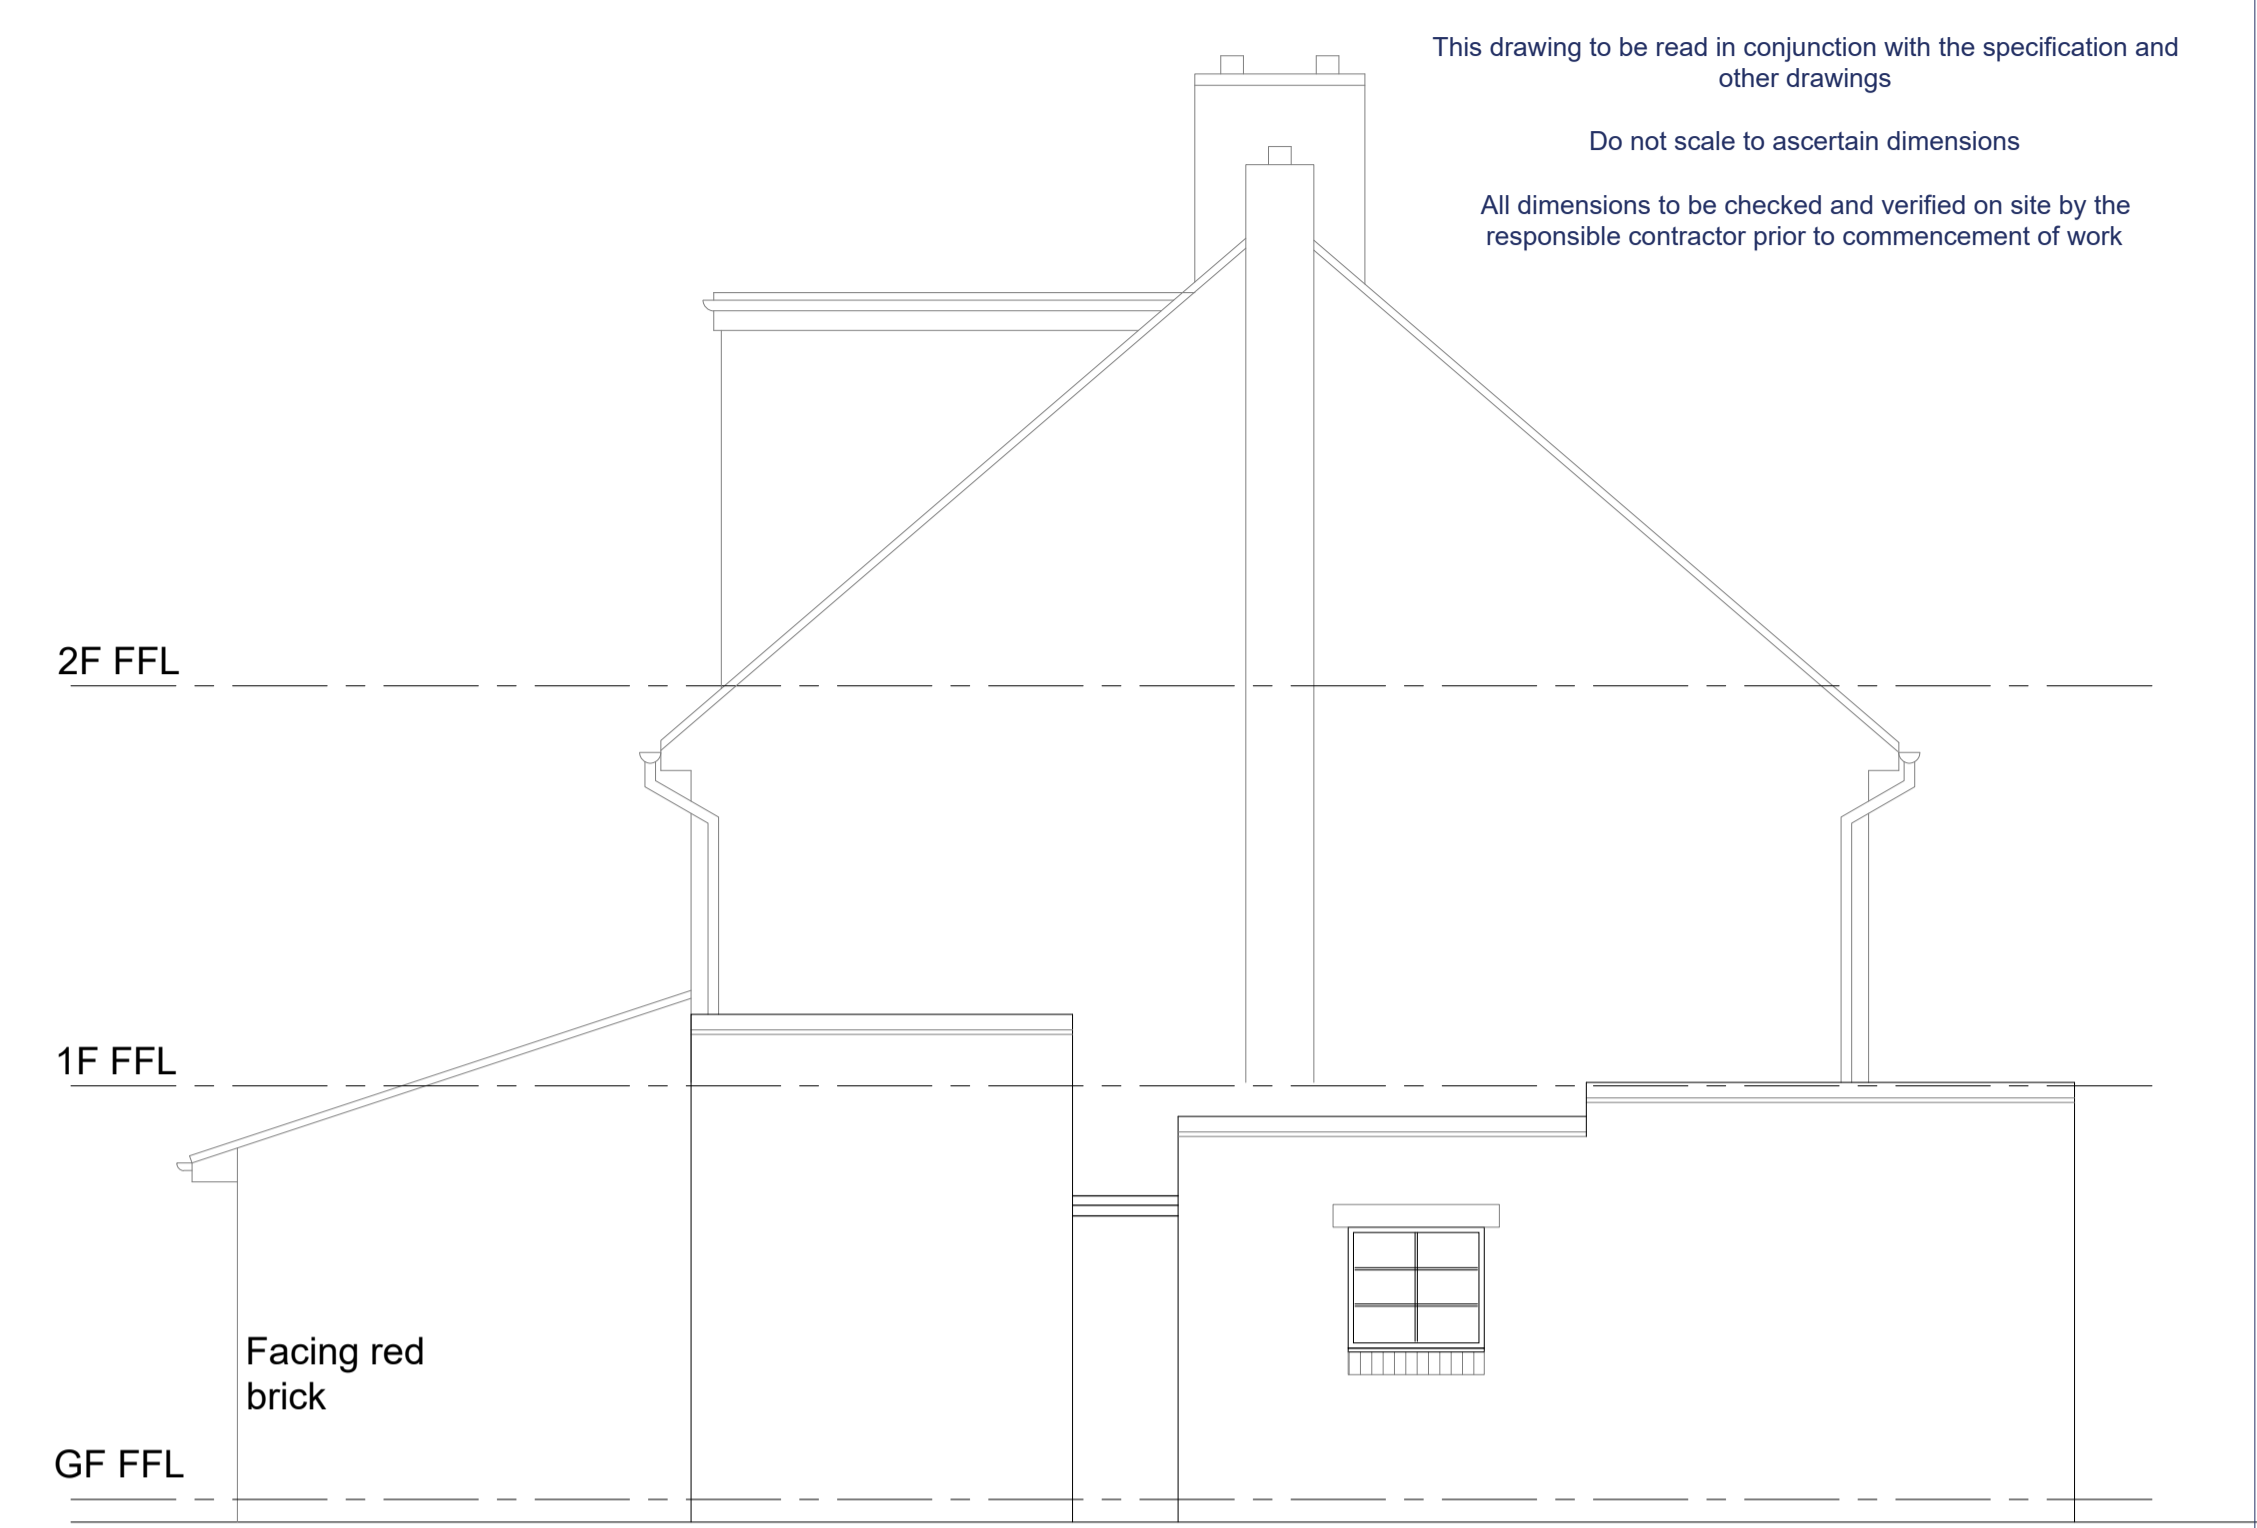 This drawing to be read in conjunction with the specification and
other drawings
Do not scale to ascertain dimensions
All dimensions to be checked and verified on site by the
responsible contractor prior to commencement of work
2F FFL
1F FFL
Facing red
brick
GF FFL